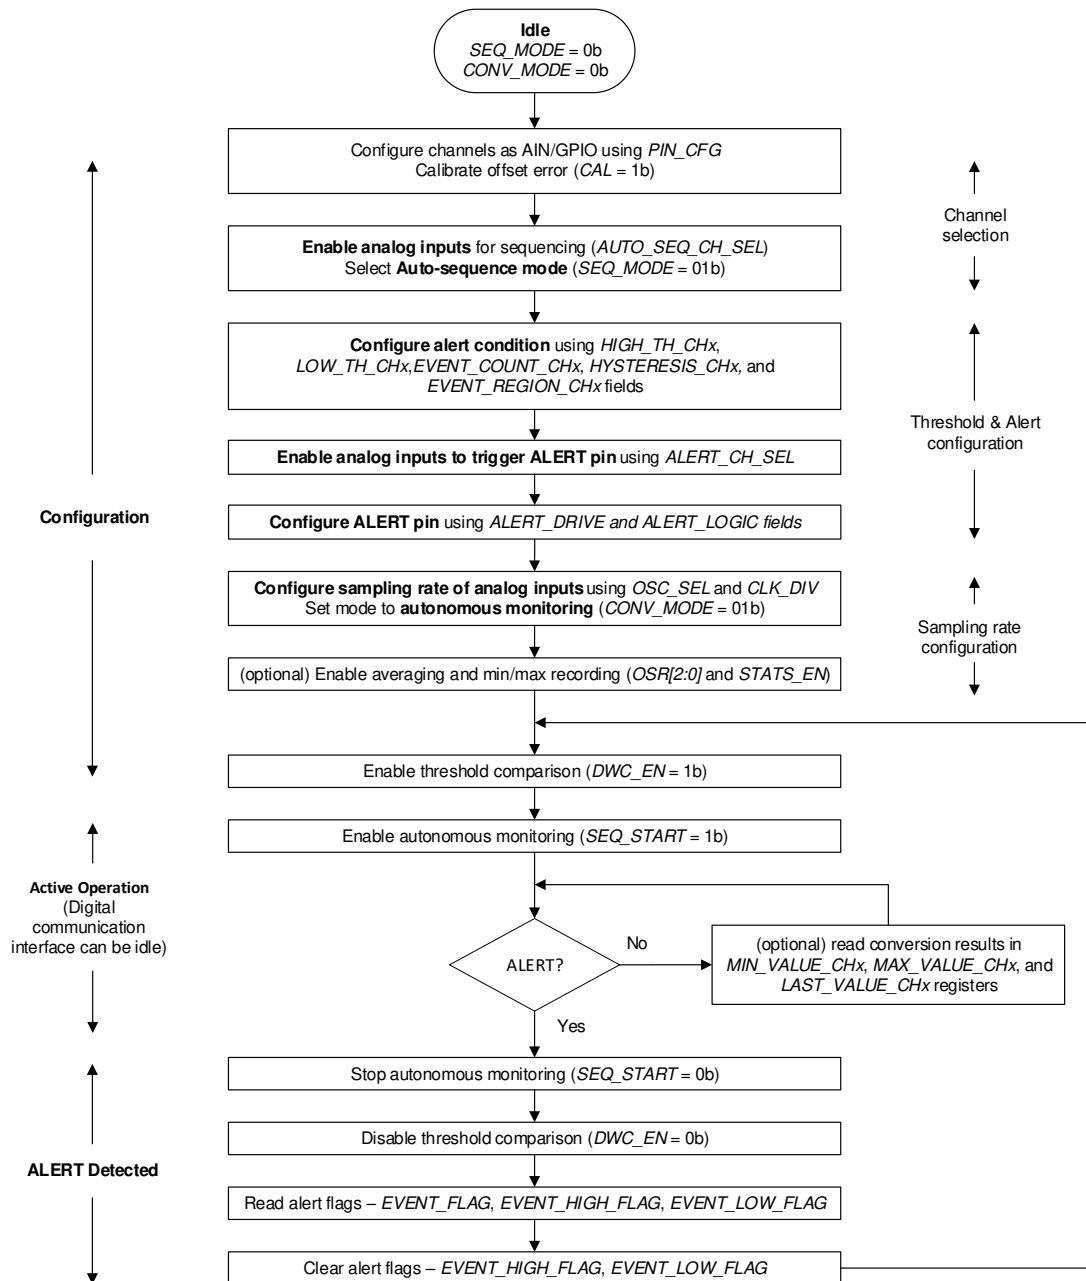 Idle
SEQ_MODE = 0b
CONV_MODE = 0b
Configure channels as AIN/GPIO using PIN_CFG
Calibrate offset error (CAL = 1b)
Channel
selection
Enable analog inputs for sequencing (AUTO_SEQ_CH_SEL)
Select Auto-sequence mode (SEQ_MODE = 01b)
Configure alert condition using HIGH_TH_CHx,
LOW_TH_CHx,EVENT_COUNT_CHx, HYSTERESIS_CHx, and
EVENT_REGION_CHx fields
Threshold & Alert
configuration
Enable analog inputs to trigger ALERT pin using ALERT_CH_SEL
Configuration
Configure ALERT pin using ALERT_DRIVE and ALERT_LOGIC fields
Configure sampling rate of analog inputs using OSC_SEL and CLK_DIV
Set mode to autonomous monitoring (CONV_MODE = 01b)
Sampling rate
configuration
(optional) Enable averaging and min/max recording (OSR[2:0] and STATS_EN)
Enable threshold comparison (DWC_EN = 1b)
Enable autonomous monitoring (SEQ_START = 1b)
Active Operation
(Digital
communication
interface can be idle)
ALERT?
No
(optional) read conversion results in
MIN_VALUE_CHx, MAX_VALUE_CHx, and
LAST_VALUE_CHx registers
Yes
Stop autonomous monitoring (SEQ_START = 0b)
Disable threshold comparison (DWC_EN = 0b)
ALERT Detected
Read alert flags – EVENT_FLAG, EVENT_HIGH_FLAG, EVENT_LOW_FLAG
Clear alert flags – EVENT_HIGH_FLAG, EVENT_LOW_FLAG